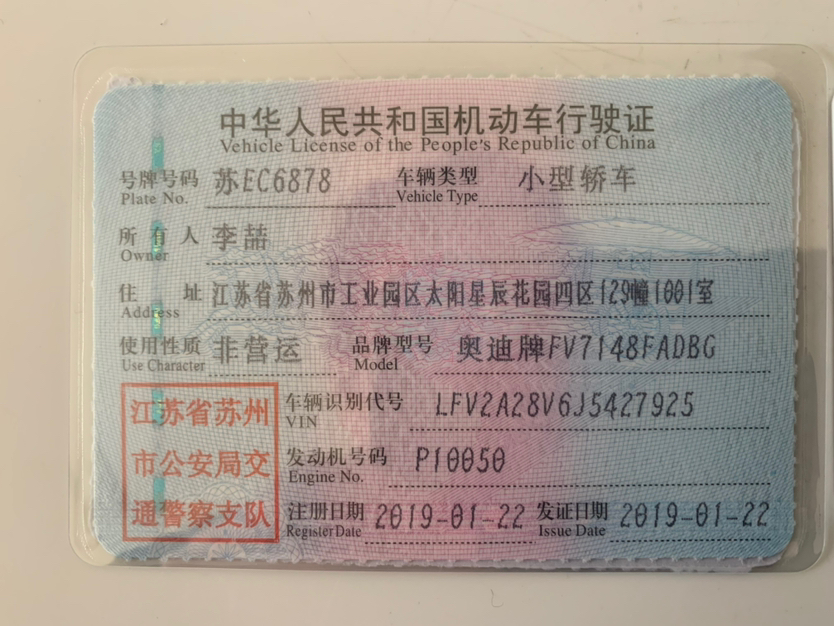 中华人民共和国机动车行驶证
Vehicle License of the People's Republic of China
号牌号码 苏EC6878 车辆类型 小型轿车
Plate No. Vehicle Type
所有人 李喆
Owner
住址 江苏省苏州市工业园区太阳星辰花园四区129幢1001室
Address
使用性质 非营运 品牌型号 奥迪牌FV7148FADBG
Use Character Model
江苏省苏州
市公安局交
通警察支队
车辆识别代号 LFV2A28V6J5427925
VIN
发动机号码 P10050
Engine No.
注册日期 2019-01-22 发证日期 2019-01-22
Register Date Issue Date